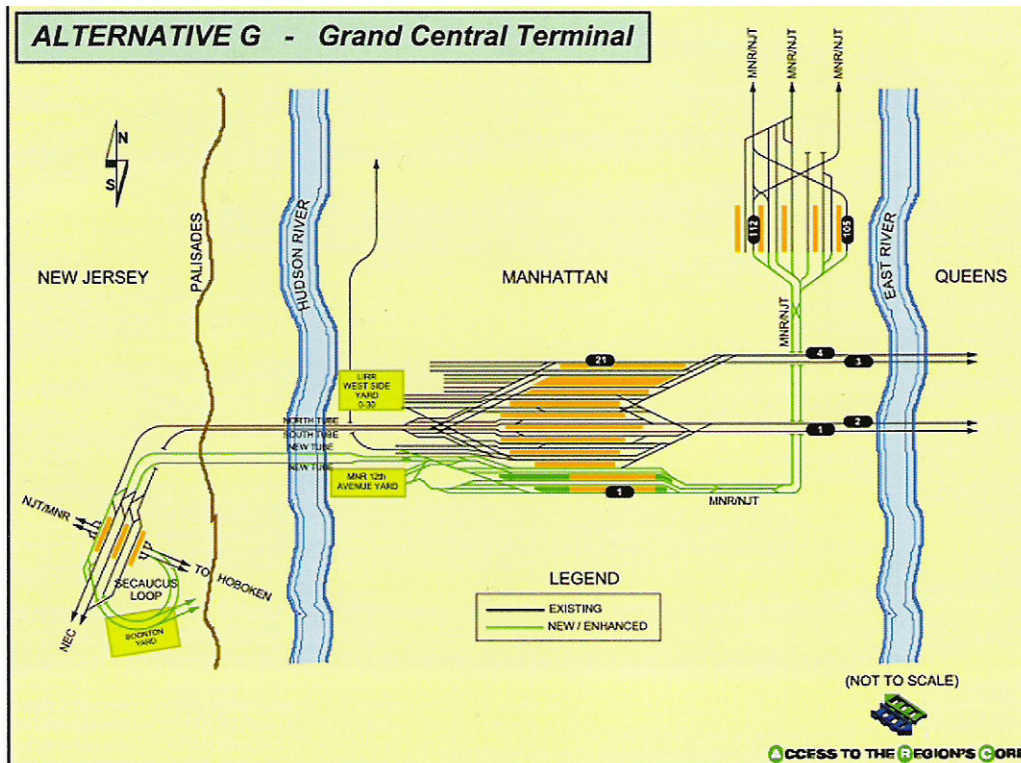 ALTERNATIVE G - Grand Central Terminal
MNR/NJT
MNR/NJT
MNR/NJT
N
S
PALISADES
HUDSON RIVER
EAST RIVER
112
105
NEW JERSEY
MANHATTAN
QUEENS
MNR/NJT
21
4
3
LIRR
WEST SIDE
YARD
0-30
NORTH TUBE
SOUTH TUBE
2
1
NEW TUBE
NEW TUBE
MNR 12th
AVENUE YARD
1
MNR/NJT
NJT/MNR
TO HOBOKEN
SECAUCUS
LOOP
BOONTON
YARD
NEC
LEGEND
EXISTING
NEW / ENHANCED
(NOT TO SCALE)
ACCESS TO THE REGION'S CORE